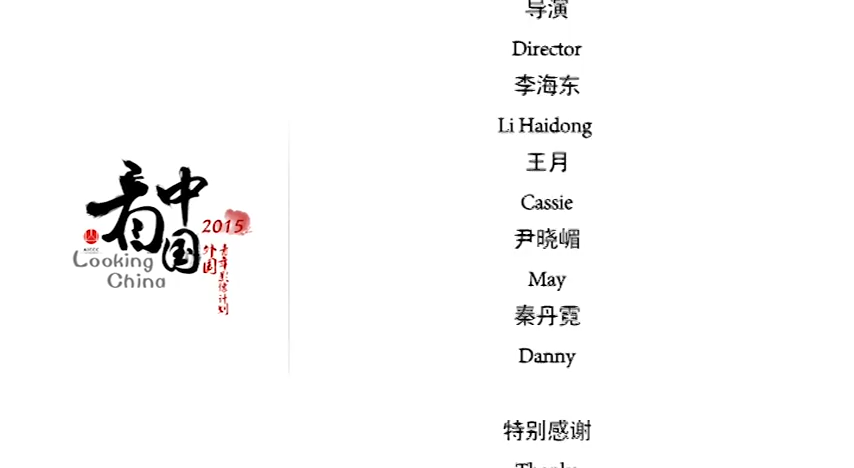 看中国
2015
外国
青年影像计划
Looking
China
导演
Director
李海东
Li Haidong
王月
Cassie
尹晓嵋
May
秦丹霓
Danny
特别感谢
Thanks